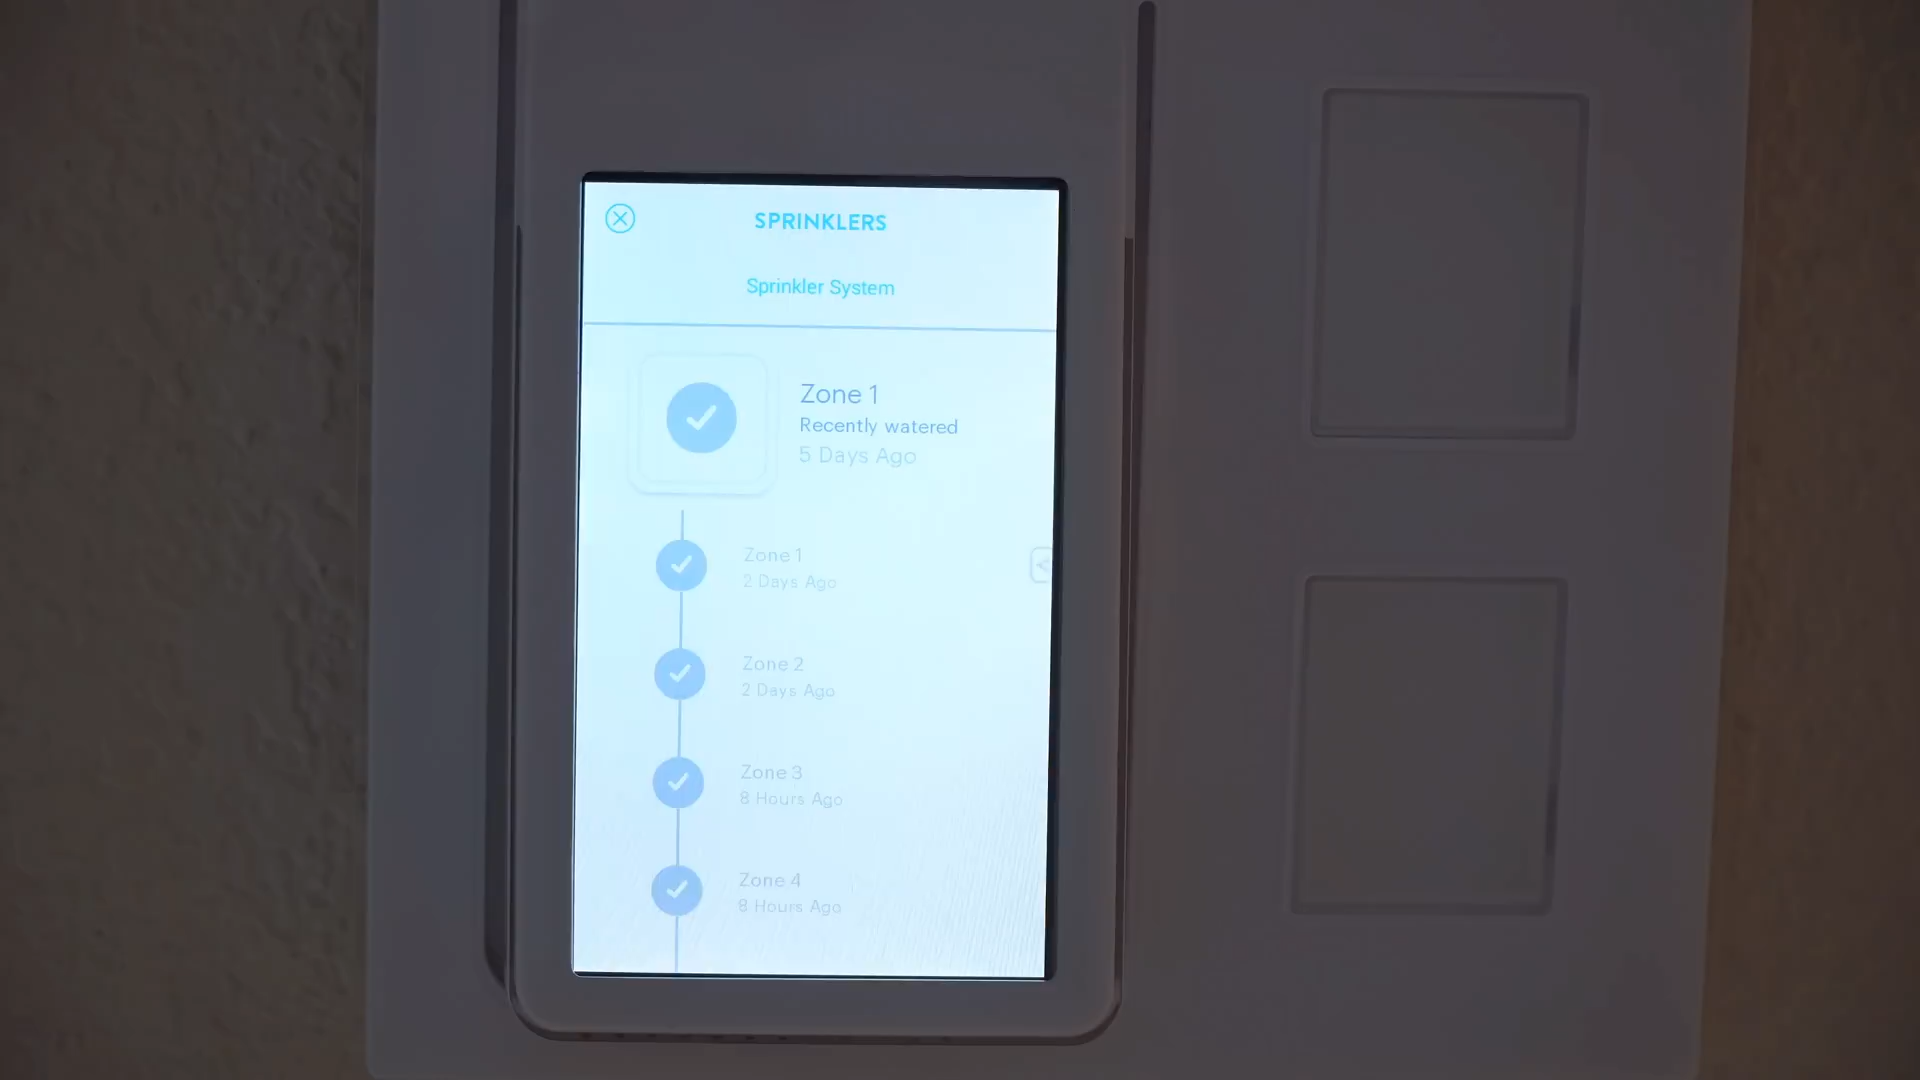 SPRINKLERS
Sprinkler System
Zone 1
Recently watered
5 Days Ago
Zone 1
2 Days Ago
Zone 2
2 Days Ago
Zone 3
8 Hours Ago
Zone 4
8 Hours Ago